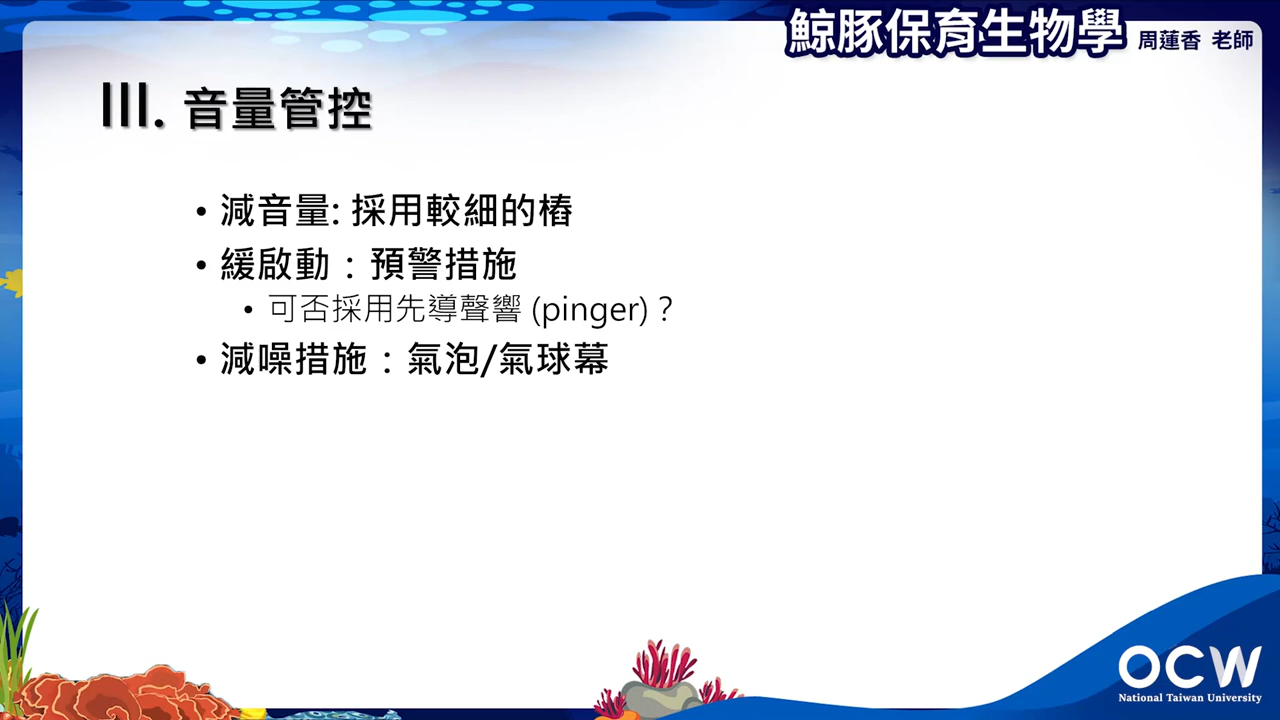 鯨豚保育生物學 周蓮香 老師
III. 音量管控
• 減音量: 採用較細的樁
• 緩啟動：預警措施
• 可否採用先導聲響 (pinger)？
• 減噪措施：氣泡/氣球幕
OCW
National Taiwan University